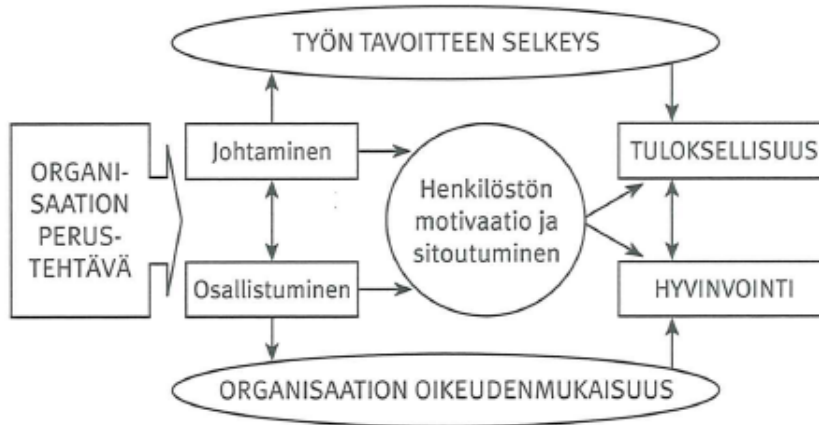 TYÖN TAVOITTEEN SELKEYS
ORGANI-
SAATION
PERUS-
TEHTÄVÄ
Johtaminen
Osallistuminen
Henkilöstön
motivaatio ja
sitoutuminen
TULOKSELLISUUS
HYVINVOINTI
ORGANISAATION OIKEUDENMUKAISUUS